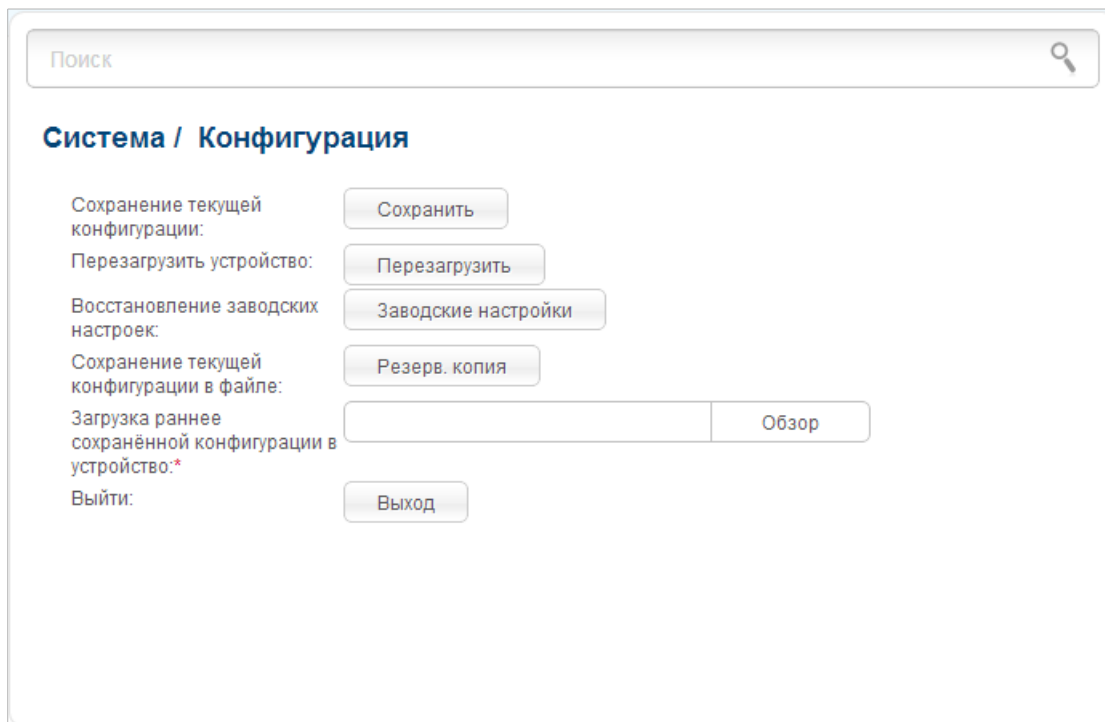 Поиск
Система / Конфигурация
Сохранение текущей
конфигурации:
Сохранить
Перезагрузить устройство:
Перезагрузить
Восстановление заводских
настроек:
Заводские настройки
Сохранение текущей
конфигурации в файле:
Резерв. копия
Загрузка раннее
сохранённой конфигурации в
устройство:*
Обзор
Выйти:
Выход